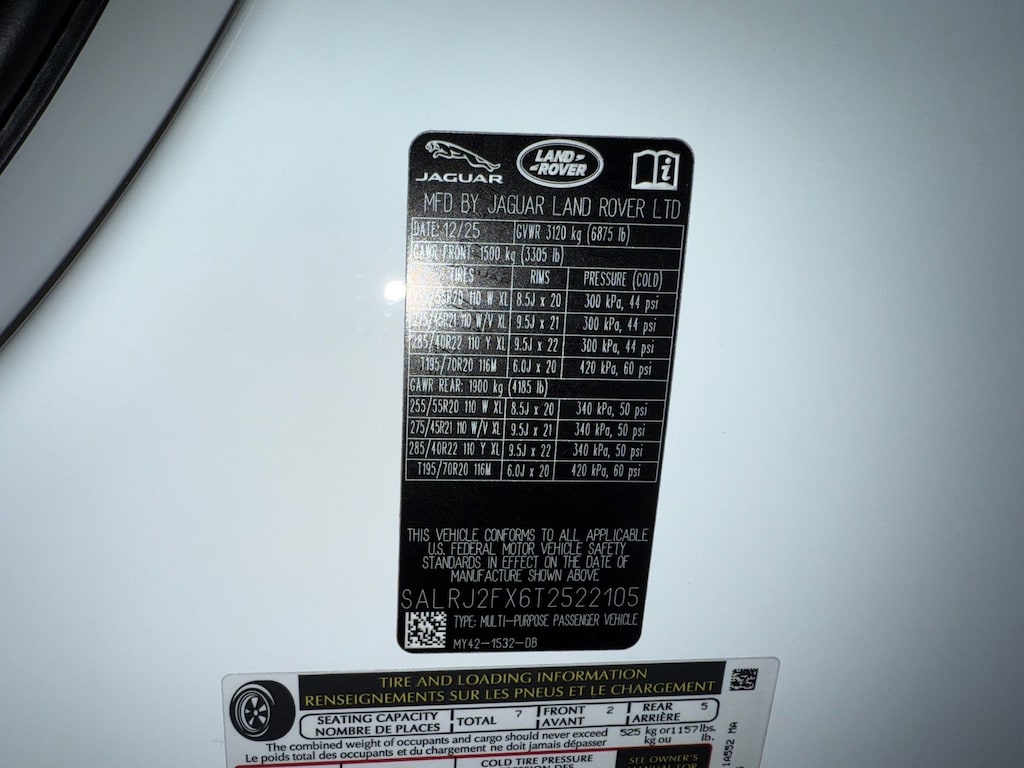 JAGUAR LAND-ROVER
MFD BY JAGUAR LAND ROVER LTD
DATE: 12/25 GVWR 3120 kg (6875 lb)
GAWR FRONT: 1500 kg (3305 lb)
TIRES RIMS PRESSURE (COLD)
110 W XL 8.5J x 20 300 kPa, 44 psi
110 W/V XL 9.5J x 21 300 kPa, 44 psi
285/40R22 110 Y XL 9.5J x 22 300 kPa, 44 psi
T195/70R20 116M 6.0J x 20 420 kPa, 60 psi
GAWR REAR: 1900 kg (4185 lb)
255/55R20 110 W XL 8.5J x 20 340 kPa, 50 psi
275/45R21 110 W/V XL 9.5J x 21 340 kPa, 50 psi
285/40R22 110 Y XL 9.5J x 22 340 kPa, 50 psi
T195/70R20 116M 6.0J x 20 420 kPa, 60 psi
THIS VEHICLE CONFORMS TO ALL APPLICABLE
U.S. FEDERAL MOTOR VEHICLE SAFETY
STANDARDS IN EFFECT ON THE DATE OF
MANUFACTURE SHOWN ABOVE
SALRJ2FX6T2522105
TYPE: MULTI-PURPOSE PASSENGER VEHICLE
MY42-1532-DB
TIRE AND LOADING INFORMATION
RENSEIGNEMENTS SUR LES PNEUS ET LE CHARGEMENT
SEATING CAPACITY TOTAL 7 FRONT 2 REAR 5
NOMBRE DE PLACES AVANT ARRIÈRE
The combined weight of occupants and cargo should never exceed 525 kg or 1157 lbs.
Le poids total des occupants et du chargement ne doit jamais dépasser kg ou lb.
COLD TIRE PRESSURE SEE OWNER'S
1A552 MA